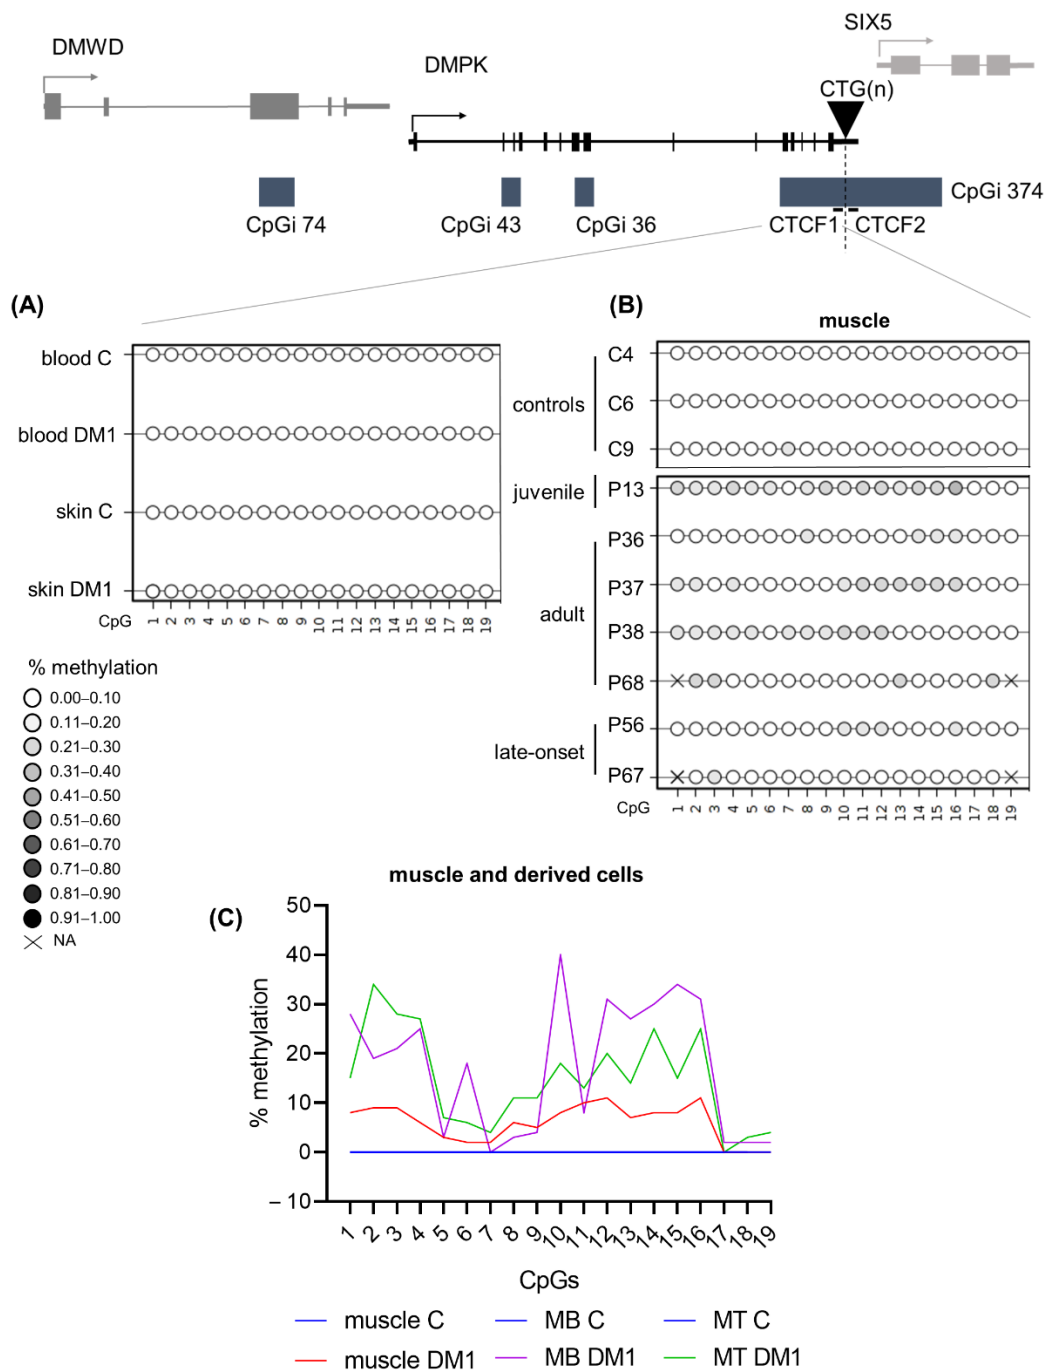 SIX5
DMWD
DMPK
CTG(n)
CpGi 74
CpGi 43
CpGi 36
CTCF1
CTCF2
CpGi 374
(A)
(B)
muscle
blood C
blood DM1
skin C
skin DM1
CpG
1 2 3 4 5 6 7 8 9 10 11 12 13 14 15 16 17 18 19
controls
C4
C6
C9
juvenile
P13
adult
P36
P37
P38
P68
late-onset
P56
P67
CpG
1 2 3 4 5 6 7 8 9 10 11 12 13 14 15 16 17 18 19
% methylation
0.00–0.10
0.11–0.20
0.21–0.30
0.31–0.40
0.41–0.50
0.51–0.60
0.61–0.70
0.71–0.80
0.81–0.90
0.91–1.00
NA
muscle and derived cells
(C)
% methylation
50
40
30
20
10
0
–10
1 2 3 4 5 6 7 8 9 10 11 12 13 14 15 16 17 18 19
CpGs
muscle C MB C MT C
muscle DM1 MB DM1 MT DM1